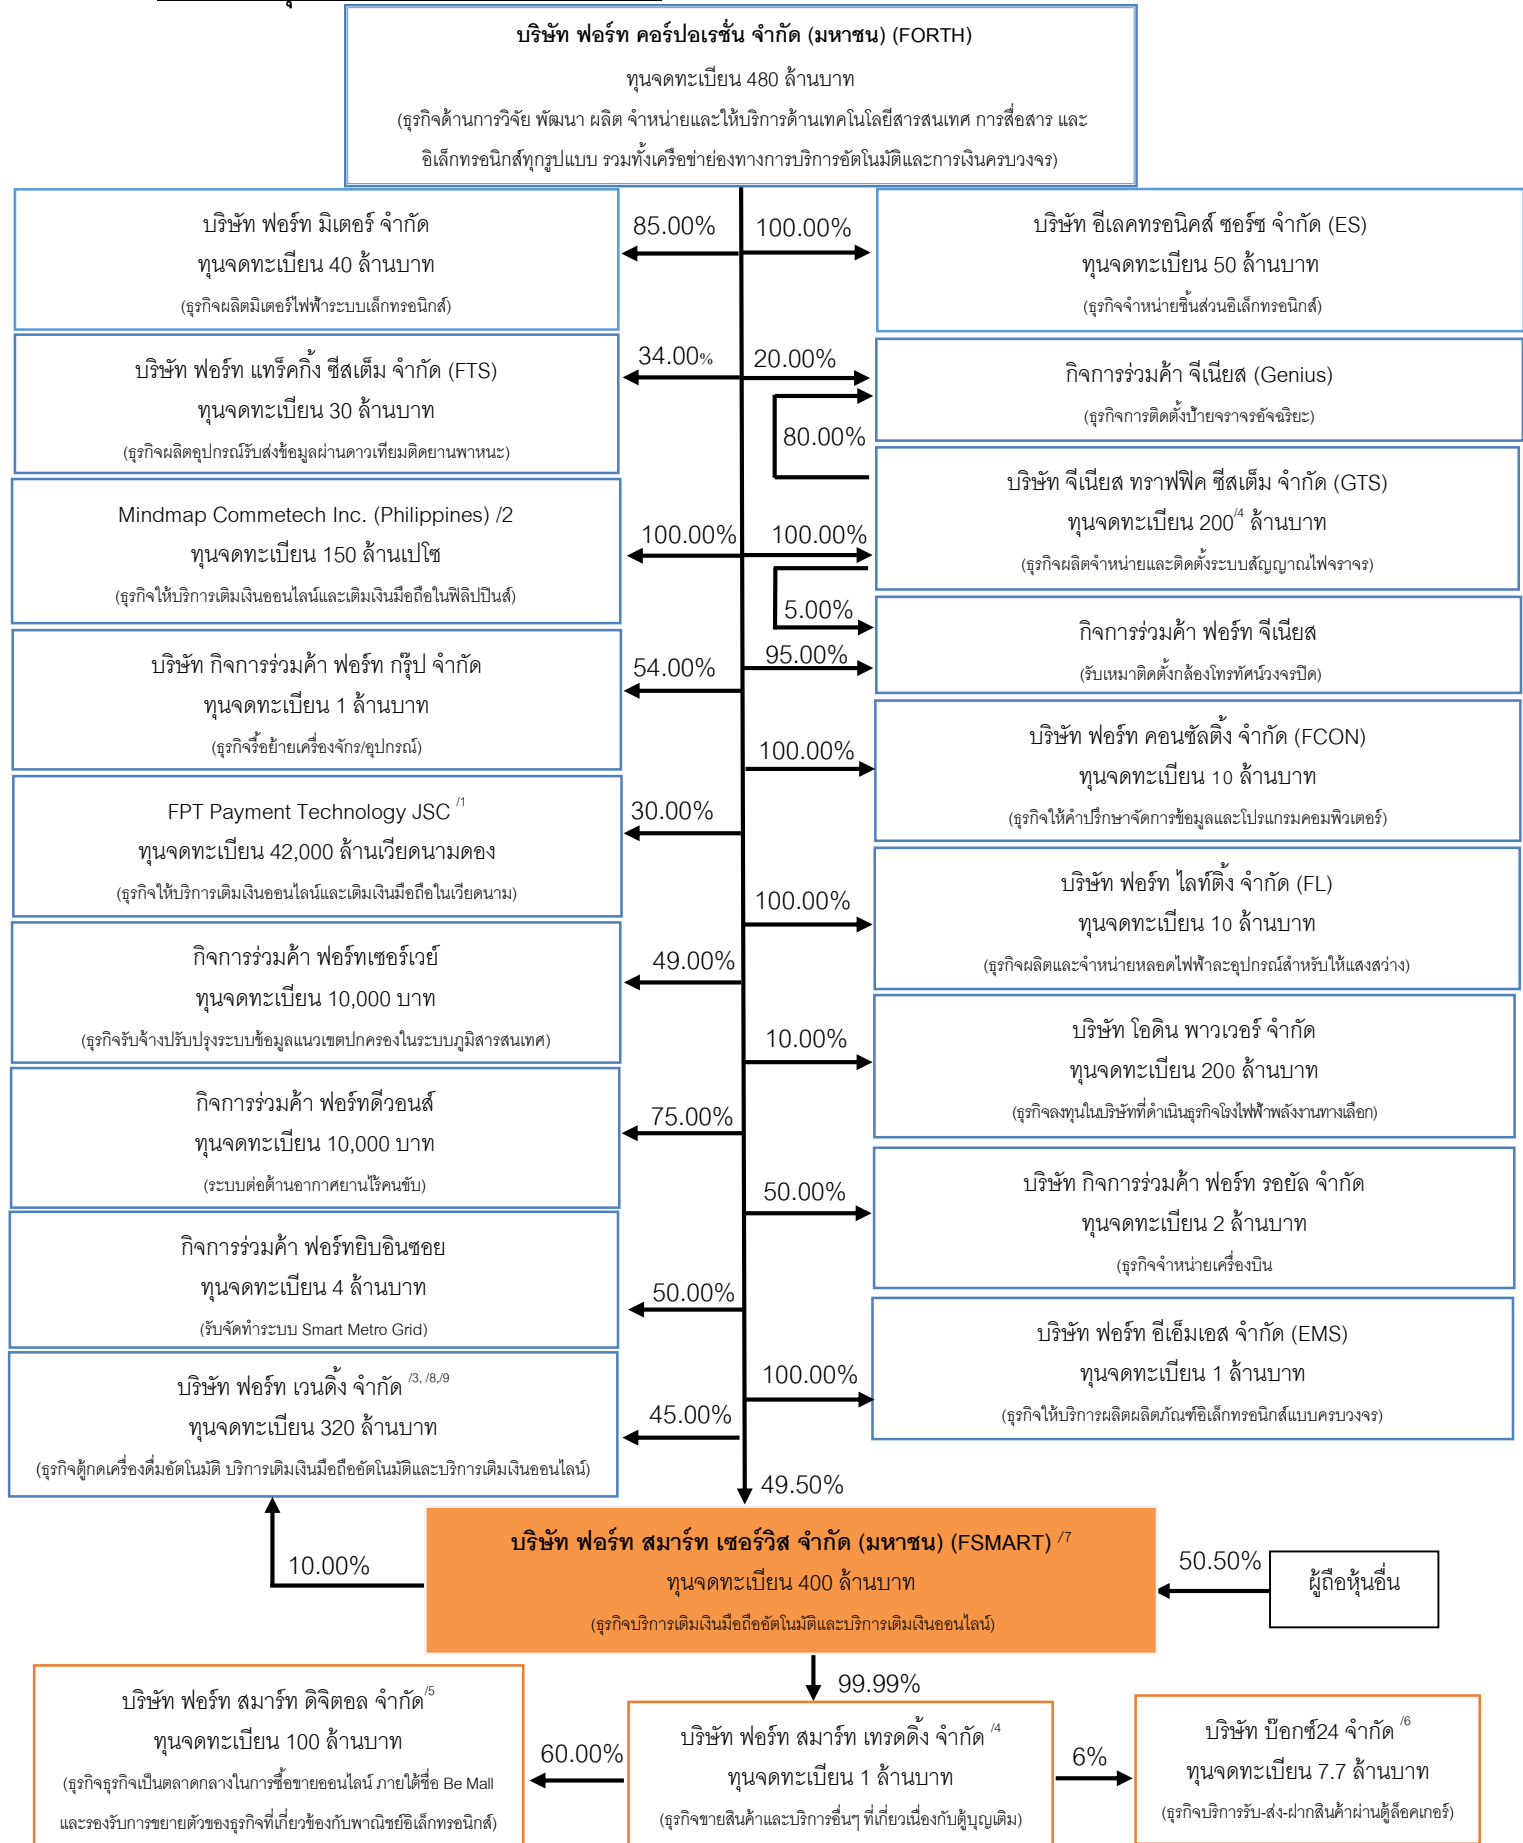 บริษัท ฟอร์ท คอร์ปอเรชั่น จำกัด (มหาชน) (FORTH)
ทุนจดทะเบียน 480 ล้านบาท
(ธุรกิจด้านการวิจัย พัฒนา ผลิต จำหน่ายและให้บริการด้านเทคโนโลยีสารสนเทศ การสื่อสาร และ
อิเล็กทรอนิกส์ทุกรูปแบบ รวมทั้งเครือข่ายช่องทางการบริการอัตโนมัติและการเงินครบวงจร)
บริษัท ฟอร์ท มิเตอร์ จำกัด
ทุนจดทะเบียน 40 ล้านบาท
(ธุรกิจผลิตมิเตอร์ไฟฟ้าระบบเล็กทรอนิกส์)
85.00%
100.00%
บริษัท อีเลคทรอนิคส์ ซอร์ซ จำกัด (ES)
ทุนจดทะเบียน 50 ล้านบาท
(ธุรกิจจำหน่ายชิ้นส่วนอิเล็กทรอนิกส์)
บริษัท ฟอร์ท แทร็คกิ้ง ซีสเต็ม จำกัด (FTS)
ทุนจดทะเบียน 30 ล้านบาท
(ธุรกิจผลิตอุปกรณ์รับส่งข้อมูลผ่านดาวเทียมติดยานพาหนะ)
34.00%
20.00%
กิจการร่วมค้า จีเนียส (Genius)
(ธุรกิจการติดตั้งป้ายจราจรอัจฉริยะ)
80.00%
บริษัท จีเนียส ทราฟฟิค ซีสเต็ม จำกัด (GTS)
ทุนจดทะเบียน 200/4 ล้านบาท
(ธุรกิจผลิตจำหน่ายและติดตั้งระบบสัญญาณไฟจราจร)
Mindmap Commetech Inc. (Philippines) /2
ทุนจดทะเบียน 150 ล้านเปโซ
(ธุรกิจให้บริการเติมเงินออนไลน์และเติมเงินมือถือในฟิลิปปินส์)
100.00%
100.00%
5.00%
กิจการร่วมค้า ฟอร์ท จีเนียส
(รับเหมาติดตั้งกล้องโทรทัศน์วงจรปิด)
95.00%
บริษัท กิจการร่วมค้า ฟอร์ท กรุ๊ป จำกัด
ทุนจดทะเบียน 1 ล้านบาท
(ธุรกิจรื้อย้ายเครื่องจักร/อุปกรณ์)
54.00%
100.00%
บริษัท ฟอร์ท คอนซัลติ้ง จำกัด (FCON)
ทุนจดทะเบียน 10 ล้านบาท
(ธุรกิจให้คำปรึกษาจัดการข้อมูลและโปรแกรมคอมพิวเตอร์)
FPT Payment Technology JSC /1
ทุนจดทะเบียน 42,000 ล้านเวียดนามดอง
(ธุรกิจให้บริการเติมเงินออนไลน์และเติมเงินมือถือในเวียดนาม)
30.00%
100.00%
บริษัท ฟอร์ท ไลท์ติ้ง จำกัด (FL)
ทุนจดทะเบียน 10 ล้านบาท
(ธุรกิจผลิตและจำหน่ายหลอดไฟฟ้าละอุปกรณ์สำหรับให้แสงสว่าง)
กิจการร่วมค้า ฟอร์ทเซอร์เวย์
ทุนจดทะเบียน 10,000 บาท
(ธุรกิจรับจ้างปรับปรุงระบบข้อมูลแนวเขตปกครองในระบบภูมิสารสนเทศ)
49.00%
10.00%
บริษัท โอดิน พาวเวอร์ จำกัด
ทุนจดทะเบียน 200 ล้านบาท
(ธุรกิจลงทุนในบริษัทที่ดำเนินธุรกิจโรงไฟฟ้าพลังงานทางเลือก)
กิจการร่วมค้า ฟอร์ทดีวอนส์
ทุนจดทะเบียน 10,000 บาท
(ระบบต่อต้านอากาศยานไร้คนขับ)
75.00%
50.00%
บริษัท กิจการร่วมค้า ฟอร์ท รอยัล จำกัด
ทุนจดทะเบียน 2 ล้านบาท
(ธุรกิจจำหน่ายเครื่องบิน
กิจการร่วมค้า ฟอร์ทยิบอินซอย
ทุนจดทะเบียน 4 ล้านบาท
(รับจัดทำระบบ Smart Metro Grid)
50.00%
100.00%
บริษัท ฟอร์ท อีเอ็มเอส จำกัด (EMS)
ทุนจดทะเบียน 1 ล้านบาท
(ธุรกิจให้บริการผลิตผลิตภัณฑ์อิเล็กทรอนิกส์แบบครบวงจร)
บริษัท ฟอร์ท เวนดิ้ง จำกัด /3, /8,/9
ทุนจดทะเบียน 320 ล้านบาท
(ธุรกิจตู้กดเครื่องดื่มอัตโนมัติ บริการเติมเงินมือถืออัตโนมัติและบริการเติมเงินออนไลน์)
45.00%
49.50%
10.00%
บริษัท ฟอร์ท สมาร์ท เซอร์วิส จำกัด (มหาชน) (FSMART) /7
ทุนจดทะเบียน 400 ล้านบาท
(ธุรกิจบริการเติมเงินมือถืออัตโนมัติและบริการเติมเงินออนไลน์)
50.50%
ผู้ถือหุ้นอื่น
99.99%
บริษัท ฟอร์ท สมาร์ท ดิจิตอล จำกัด/5
ทุนจดทะเบียน 100 ล้านบาท
(ธุรกิจธุรกิจเป็นตลาดกลางในการซื้อขายออนไลน์ ภายใต้ชื่อ Be Mall
และรองรับการขยายตัวของธุรกิจที่เกี่ยวข้องกับพาณิชย์อิเล็กทรอนิกส์)
60.00%
บริษัท ฟอร์ท สมาร์ท เทรดดิ้ง จำกัด /4
ทุนจดทะเบียน 1 ล้านบาท
(ธุรกิจขายสินค้าและบริการอื่นๆ ที่เกี่ยวเนื่องกับตู้บุญเติม)
6%
บริษัท บ๊อกซ์24 จำกัด /6
ทุนจดทะเบียน 7.7 ล้านบาท
(ธุรกิจบริการรับ-ส่ง-ฝากสินค้าผ่านตู้ล็อคเกอร์)